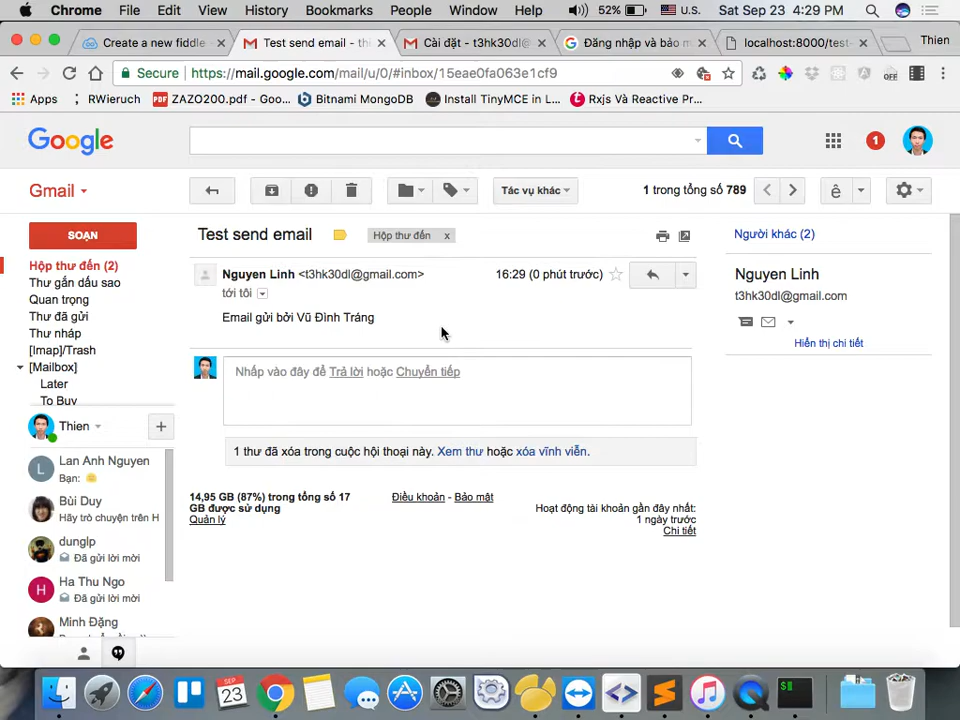 Chrome File Edit View History Bookmarks People Window Help 52% U.S. Sat Sep 23 4:29 PM
Create a new fiddle Test send email - th Cài đặt - t3hk30dl@ Đăng nhập và bảo m localhost:8000/test- Thien
Secure https://mail.google.com/mail/u/0/#inbox/15eae0fa063e1cf9 OFF
Apps RWieruch ZAZO200.pdf - Goo... Bitnami MongoDB Install TinyMCE in L... Rxjs Và Reactive Pr...
Google 1
Gmail Tác vụ khác 1 trong tổng số 789 ê
SOẠN
Hộp thư đến (2)
Thư gắn dấu sao
Quan trọng
Thư đã gửi
Thư nháp
[Imap]/Trash
[Mailbox]
Later
To Buy
Thien
L Lan Anh Nguyen
Bạn:
Bùi Duy
Hãy trò chuyện trên H
dunglp
Đã gửi lời mời
H Ha Thu Ngo
Đã gửi lời mời
Minh Đặng
Test send email Hộp thư đến x
Nguyen Linh <t3hk30dl@gmail.com> 16:29 (0 phút trước)
tới tôi
Email gửi bởi Vũ Đình Tráng
Nhấp vào đây để Trả lời hoặc Chuyển tiếp
1 thư đã xóa trong cuộc hội thoại này. Xem thư hoặc xóa vĩnh viễn.
14,95 GB (87%) trong tổng số 17
GB được sử dụng
Quản lý
Điều khoản - Bảo mật
Hoạt động tài khoản gần đây nhất:
1 ngày trước
Chi tiết
Người khác (2)
Nguyen Linh
t3hk30dl@gmail.com
Hiển thị chi tiết
SEP
23